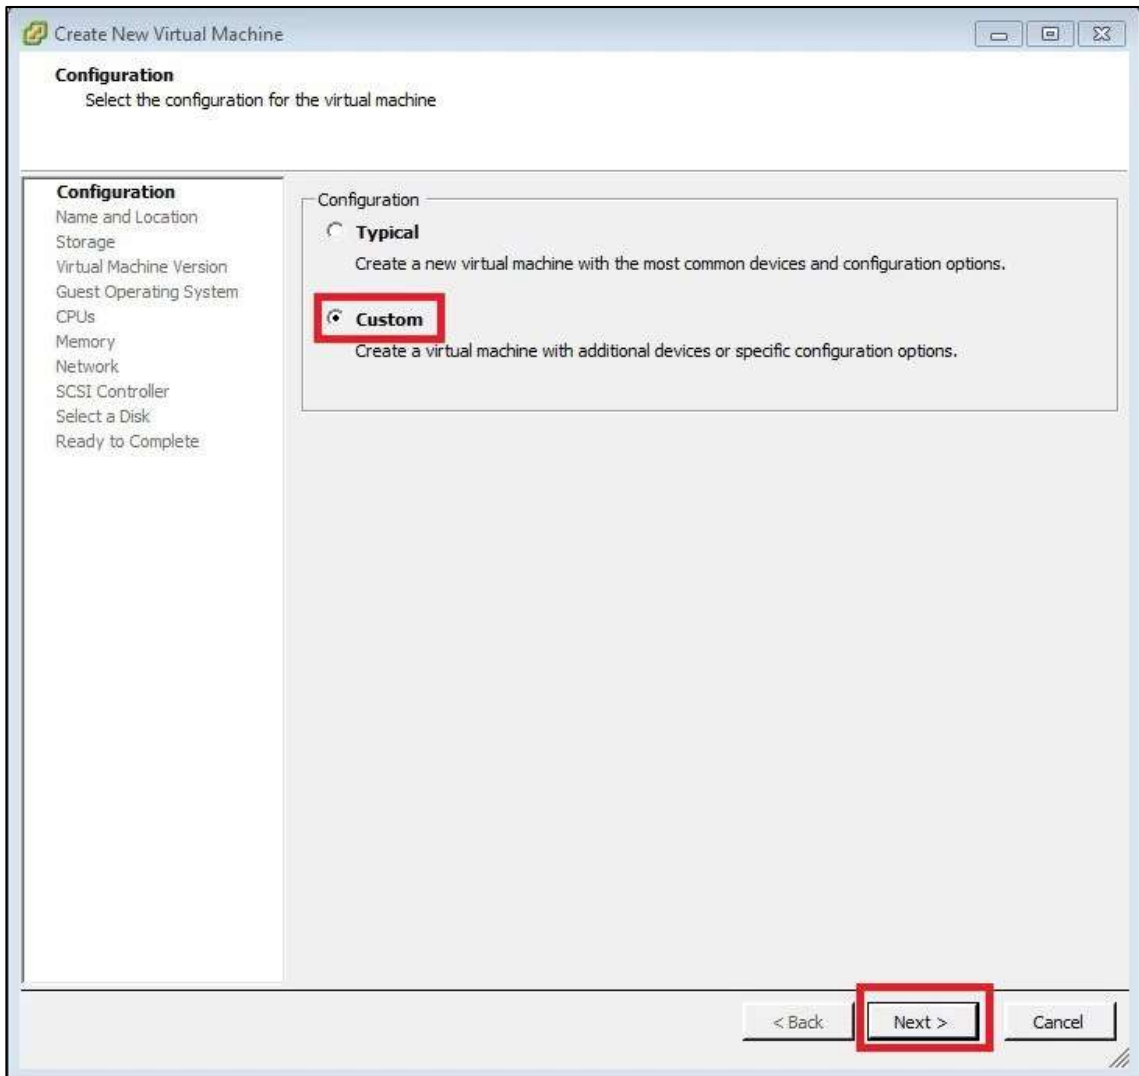 Create New Virtual Machine
Configuration
Select the configuration for the virtual machine
Configuration
Name and Location
Storage
Virtual Machine Version
Guest Operating System
CPUs
Memory
Network
SCSI Controller
Select a Disk
Ready to Complete
Configuration
Typical
Create a new virtual machine with the most common devices and configuration options.
Custom
Create a virtual machine with additional devices or specific configuration options.
< Back
Next >
Cancel